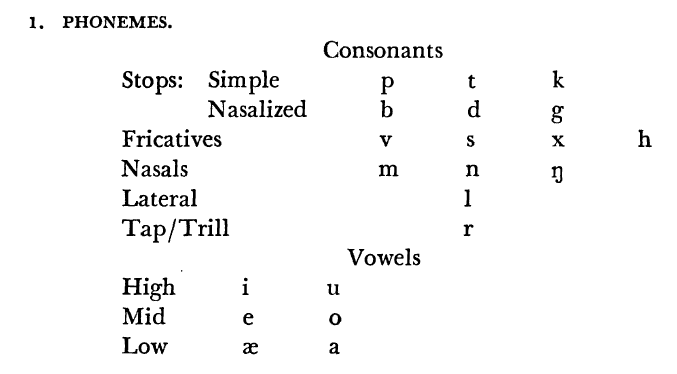 1. PHONEMES.
Consonants
Stops: Simple p t k
Nasalized b d g
Fricatives v s x h
Nasals m n ŋ
Lateral l
Tap/Trill r
Vowels
High i u
Mid e o
Low æ a